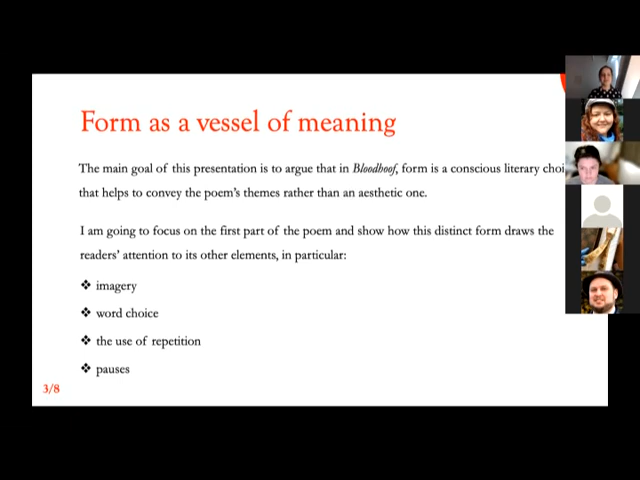 Form as a vessel of meaning
The main goal of this presentation is to argue that in Bloodhoof, form is a conscious literary choi
that helps to convey the poem's themes rather than an aesthetic one.
I am going to focus on the first part of the poem and show how this distinct form draws the
readers' attention to its other elements, in particular:
❖ imagery
❖ word choice
❖ the use of repetition
❖ pauses
3/8